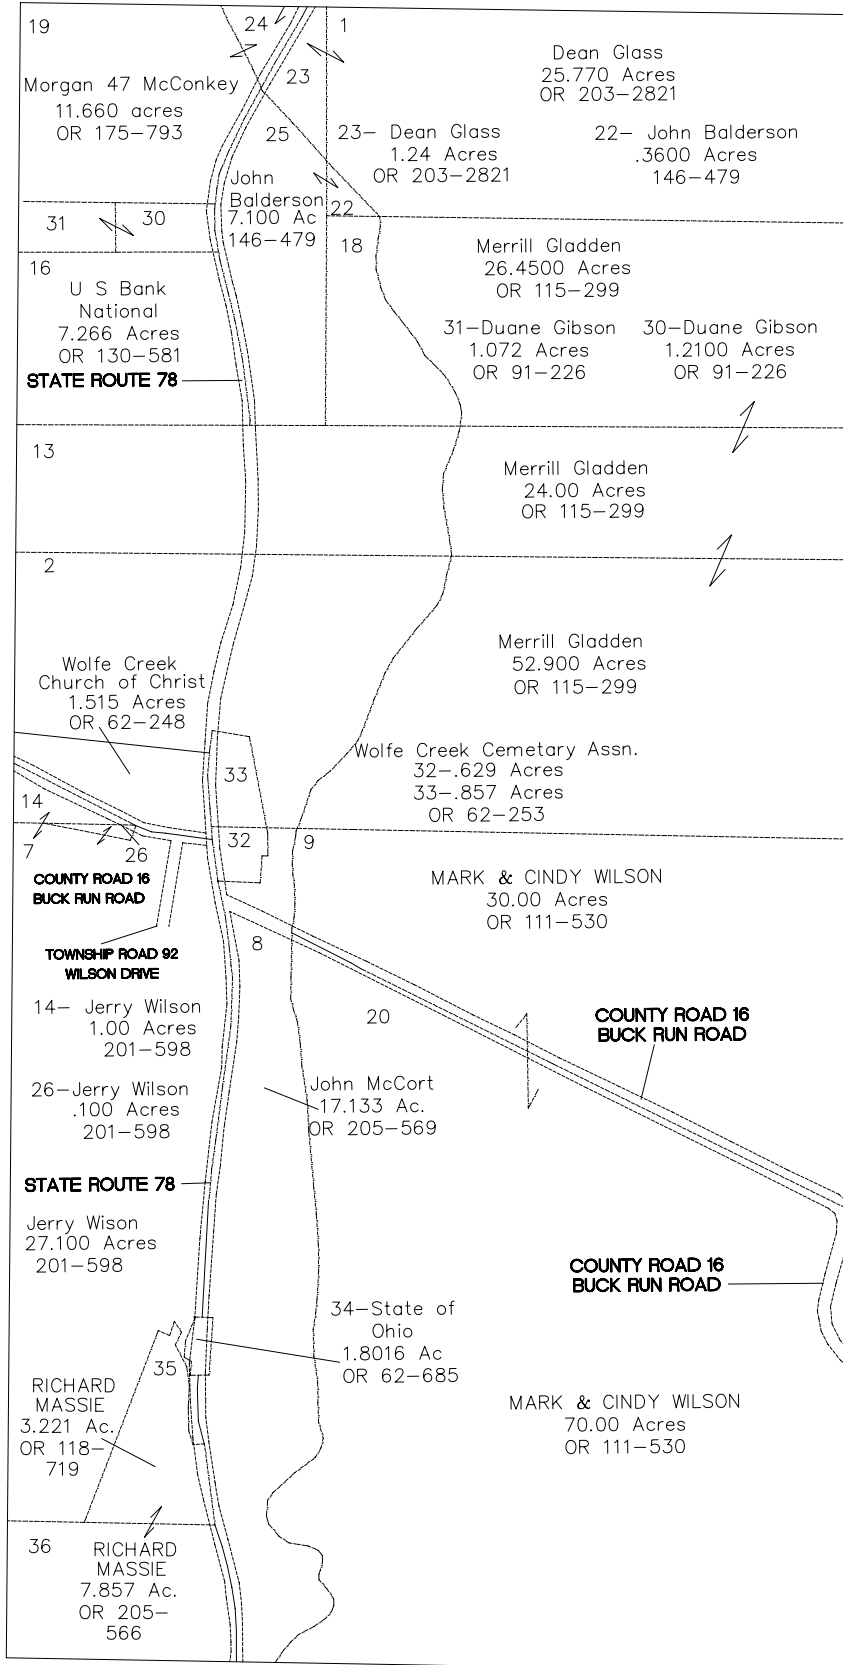 19
24
1
Dean Glass
25.770 Acres
OR 203-2821
23
Morgan 47 McConkey
11.660 acres
OR 175-793
25
23- Dean Glass
1.24 Acres
OR 203-2821
22- John Balderson
.3600 Acres
146-479
John
Balderson
7.100 Ac
146-479
22
31
30
18
16
Merrill Gladden
26.4500 Acres
OR 115-299
U S Bank
National
7.266 Acres
OR 130-581
31-Duane Gibson
1.072 Acres
OR 91-226
30-Duane Gibson
1.2100 Acres
OR 91-226
STATE ROUTE 78
13
Merrill Gladden
24.00 Acres
OR 115-299
2
Merrill Gladden
52.900 Acres
OR 115-299
Wolfe Creek
Church of Christ
1.515 Acres
OR 62-248
33
Wolfe Creek Cemetary Assn.
32-.629 Acres
33-.857 Acres
OR 62-253
14
7
26
32
9
COUNTY ROAD 16
BUCK RUN ROAD
MARK & CINDY WILSON
30.00 Acres
OR 111-530
8
TOWNSHIP ROAD 92
WILSON DRIVE
14- Jerry Wilson
1.00 Acres
201-598
20
COUNTY ROAD 16
BUCK RUN ROAD
26-Jerry Wilson
.100 Acres
201-598
John McCort
17.133 Ac.
OR 205-569
STATE ROUTE 78
Jerry Wison
27.100 Acres
201-598
COUNTY ROAD 16
BUCK RUN ROAD
34-State of
Ohio
1.8016 Ac
OR 62-685
35
RICHARD
MASSIE
3.221 Ac.
OR 118-
719
MARK & CINDY WILSON
70.00 Acres
OR 111-530
36
RICHARD
MASSIE
7.857 Ac.
OR 205-
566